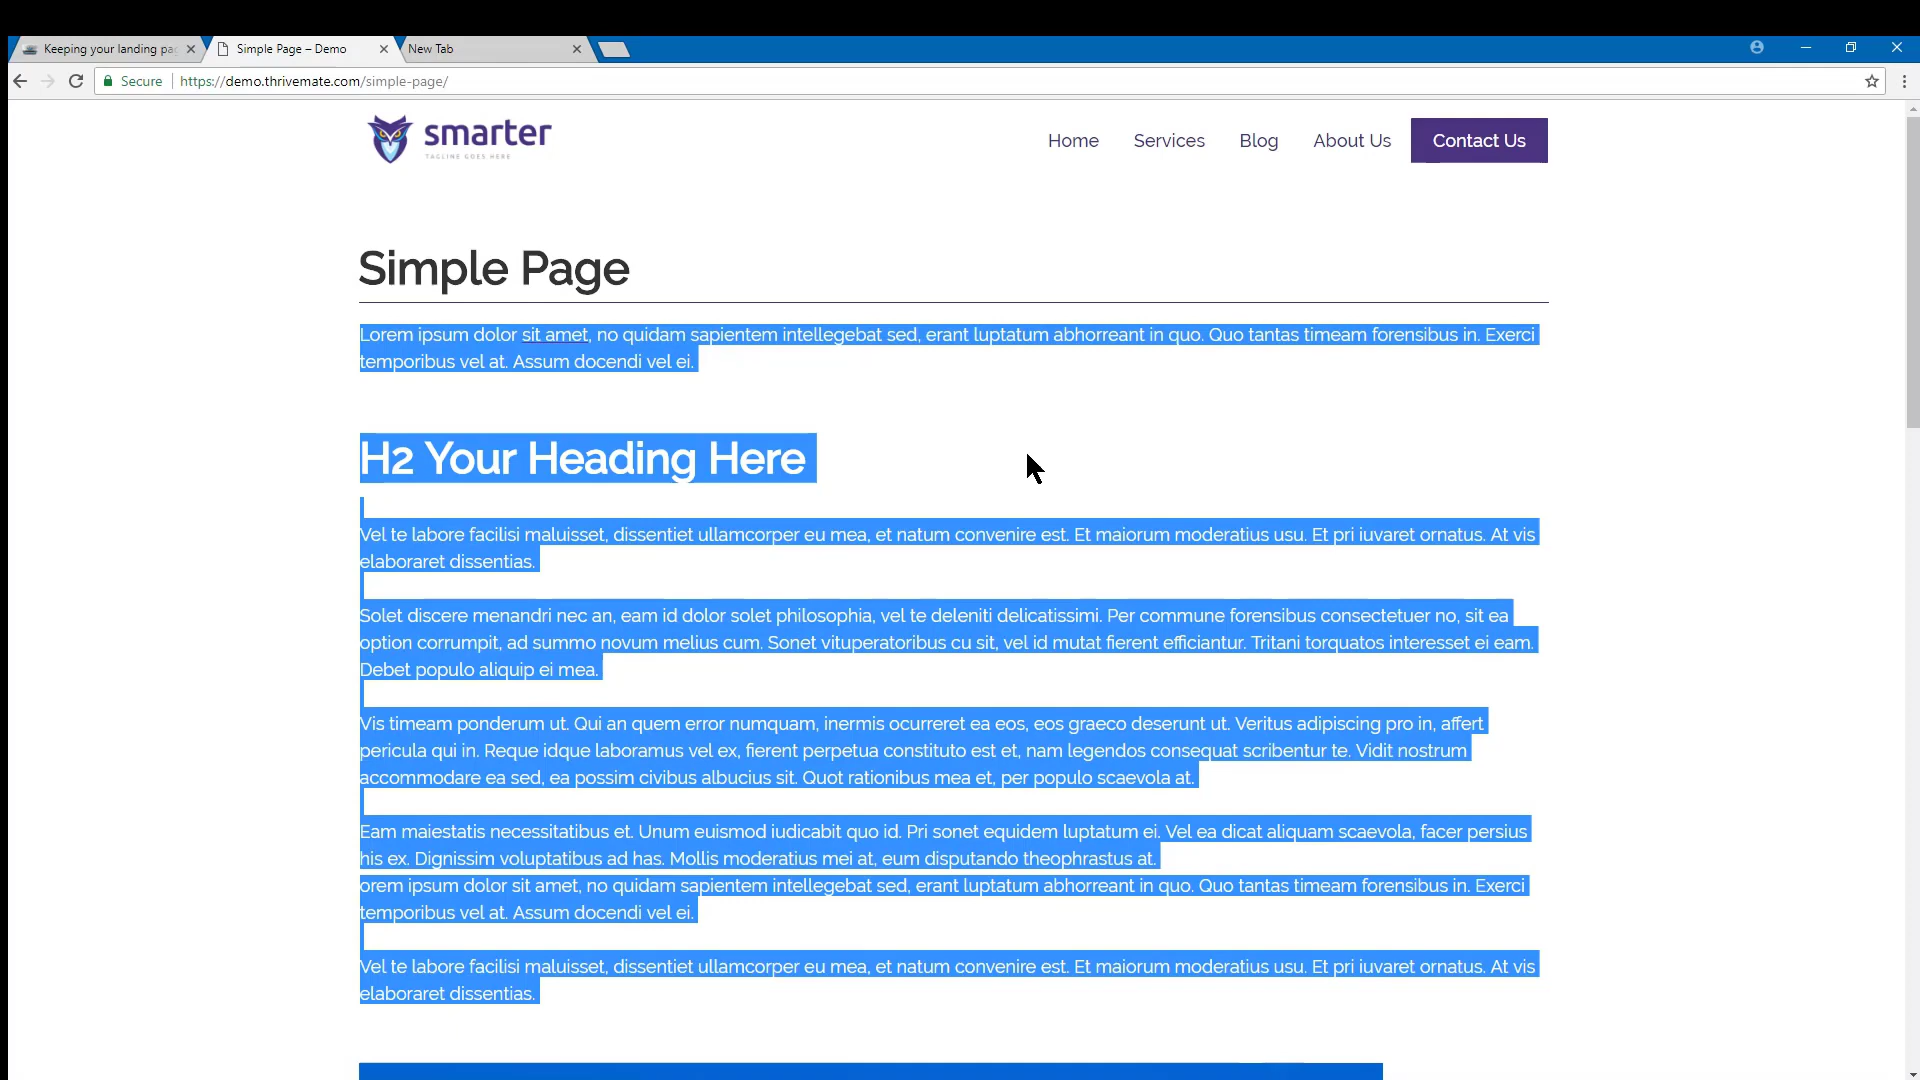 Keeping your landing pa
Simple Page – Demo
New Tab
Secure
https://demo.thrivemate.com/simple-page/
smarter
TAGLINE GOES HERE
Home
Services
Blog
About Us
Contact Us
Simple Page
Lorem ipsum dolor sit amet, no quidam sapientem intellegebat sed, erant luptatum abhorreant in quo. Quo tantas timeam forensibus in. Exerci
temporibus vel at. Assum docendi vel ei.
H2 Your Heading Here
Vel te labore facilisi maluisset, dissentiet ullamcorper eu mea, et natum convenire est. Et maiorum moderatius usu. Et pri iuvaret ornatus. At vis
elaboraret dissentias.
Solet discere menandri nec an, eam id dolor solet philosophia, vel te deleniti delicatissimi. Per commune forensibus consectetuer no, sit ea
option corrumpit, ad summo novum melius cum. Sonet vituperatoribus cu sit, vel id mutat fierent efficiantur. Tritani torquatos interesset ei eam.
Debet populo aliquip ei mea.
Vis timeam ponderum ut. Qui an quem error numquam, inermis ocurreret ea eos, eos graeco deserunt ut. Veritus adipiscing pro in, affert
pericula qui in. Reque idque laboramus vel ex, fierent perpetua constituto est et, nam legendos consequat scribentur te. Vidit nostrum
accommodare ea sed, ea possim civibus albucius sit. Quot rationibus mea et, per populo scaevola at.
Eam maiestatis necessitatibus et. Unum euismod iudicabit quo id. Pri sonet equidem luptatum ei. Vel ea dicat aliquam scaevola, facer persius
his ex. Dignissim voluptatibus ad has. Mollis moderatius mei at, eum disputando theophrastus at.
orem ipsum dolor sit amet, no quidam sapientem intellegebat sed, erant luptatum abhorreant in quo. Quo tantas timeam forensibus in. Exerci
temporibus vel at. Assum docendi vel ei.
Vel te labore facilisi maluisset, dissentiet ullamcorper eu mea, et natum convenire est. Et maiorum moderatius usu. Et pri iuvaret ornatus. At vis
elaboraret dissentias.